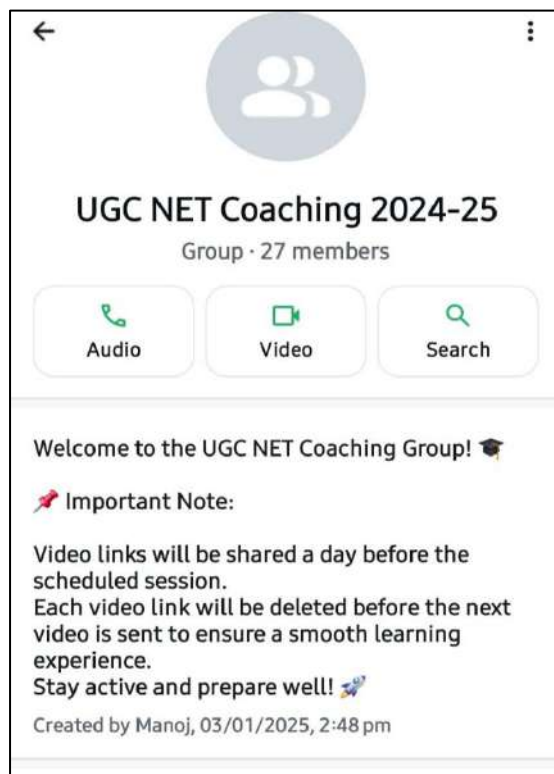 UGC NET Coaching 2024-25
Group · 27 members
Audio
Video
Search
Welcome to the UGC NET Coaching Group! 🎓
📌 Important Note:
Video links will be shared a day before the
scheduled session.
Each video link will be deleted before the next
video is sent to ensure a smooth learning
experience.
Stay active and prepare well! 🚀
Created by Manoj, 03/01/2025, 2:48 pm